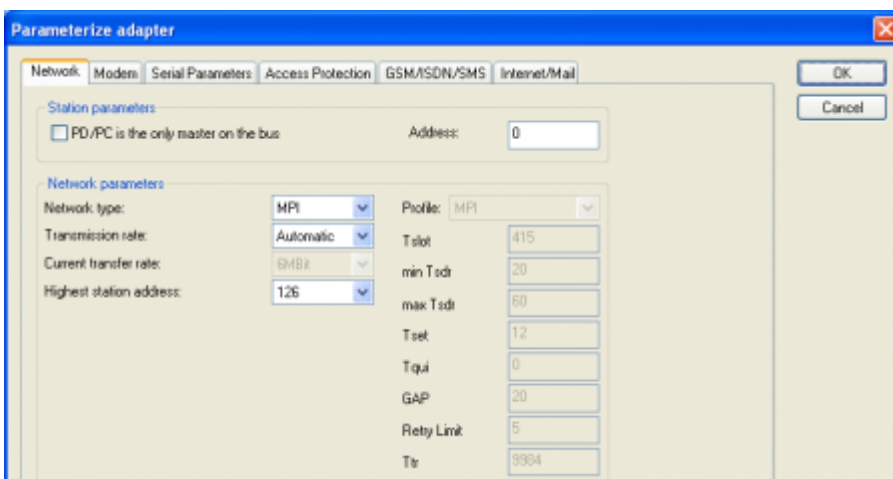 Parameterize adapter
Network Modem Serial Parameters Access Protection GSM/ISDN/SMS Internet/Mail
OK
Cancel
Station parameters
PD/PC is the only master on the bus Address: 0
Network parameters
Network type: MPI Profile: MPI
Transmission rate: Automatic Tslot 415
Current transfer rate: 6MBit min Tsdr 20
Highest station address: 126 max Tsdr 60
Tset 12
Tqui 0
GAP 20
Retry Limit 5
Ttr 9984